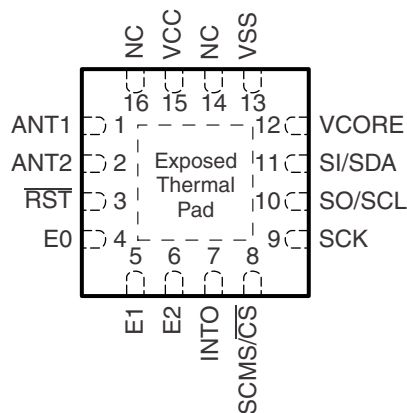 NC
VCC
NC
VSS
16 15 14 13
ANT1 1
ANT2 2
RST 3
E0 4
12 VCORE
11 SI/SDA
10 SO/SCL
9 SCK
Exposed
Thermal
Pad
5 6 7 8
E1
E2
INTO
SCMS/CS